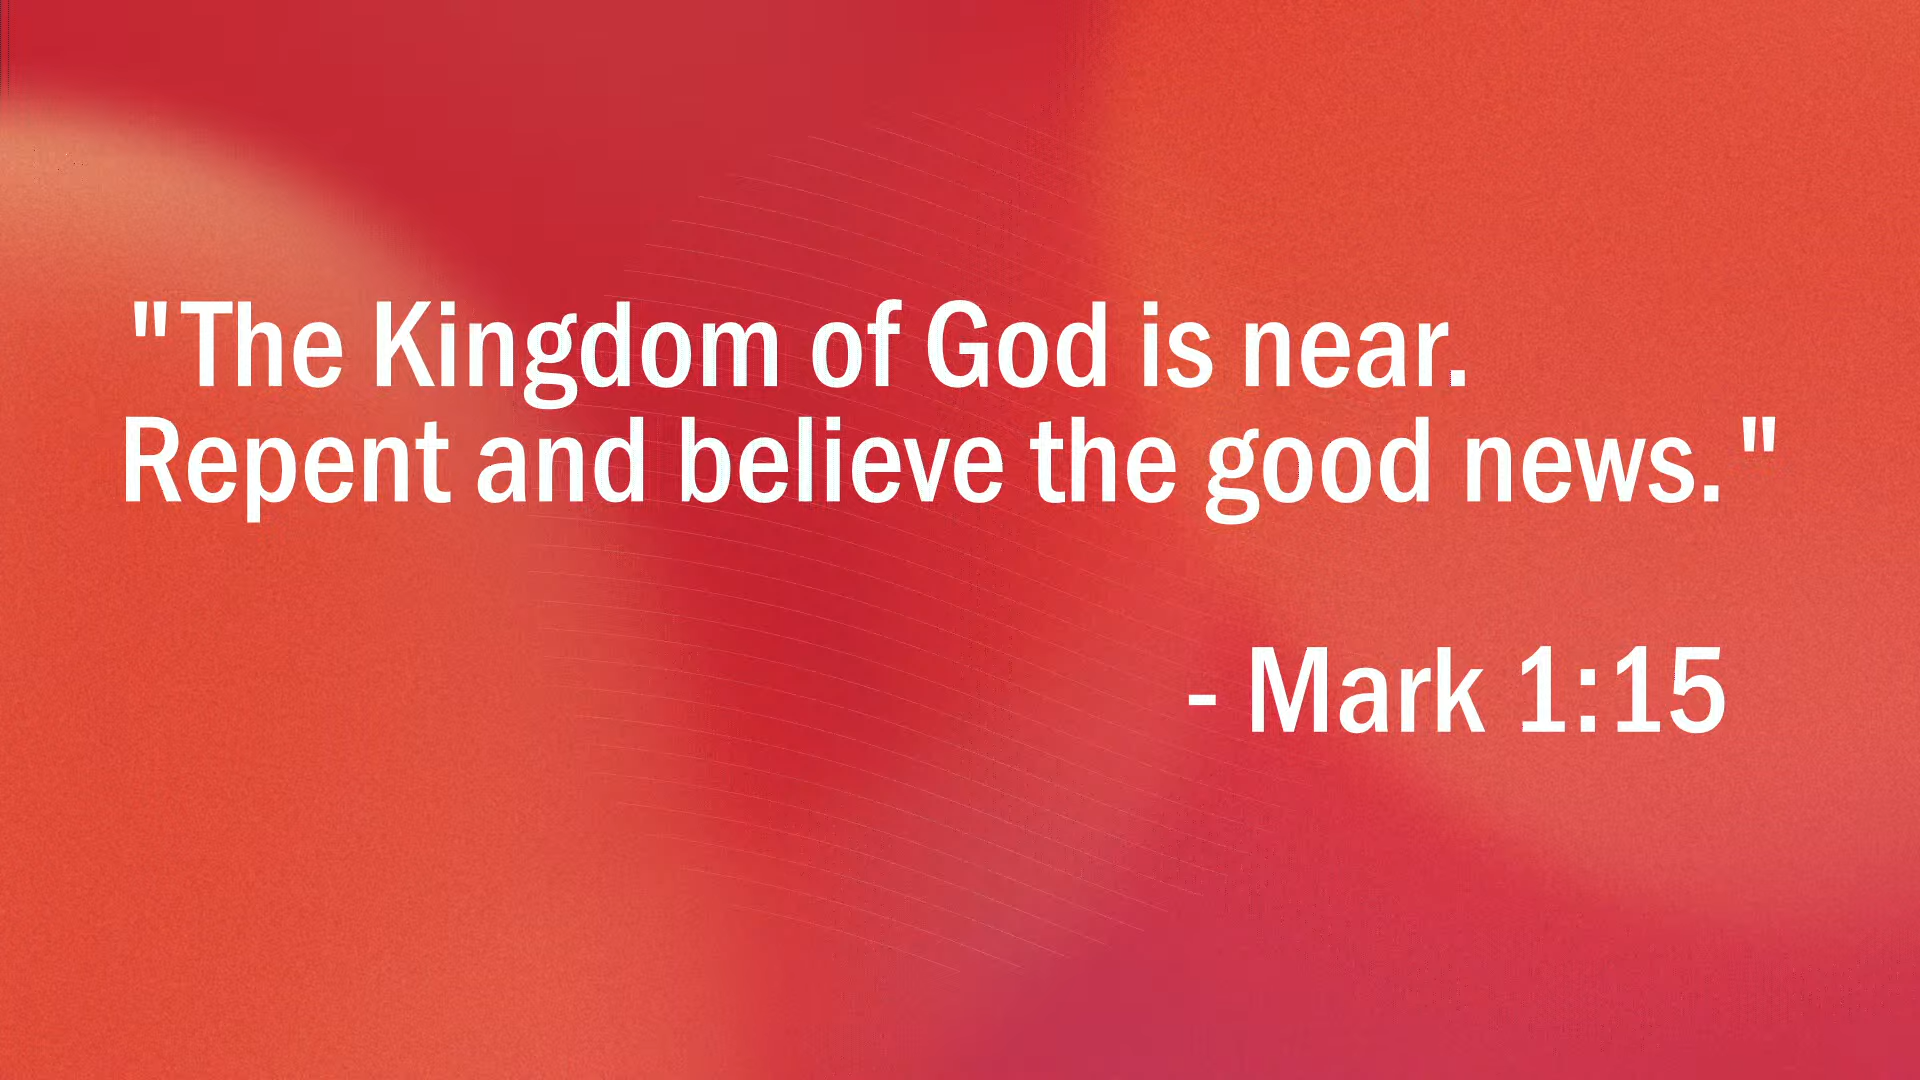 "The Kingdom of God is near.
Repent and believe the good news."
- Mark 1:15